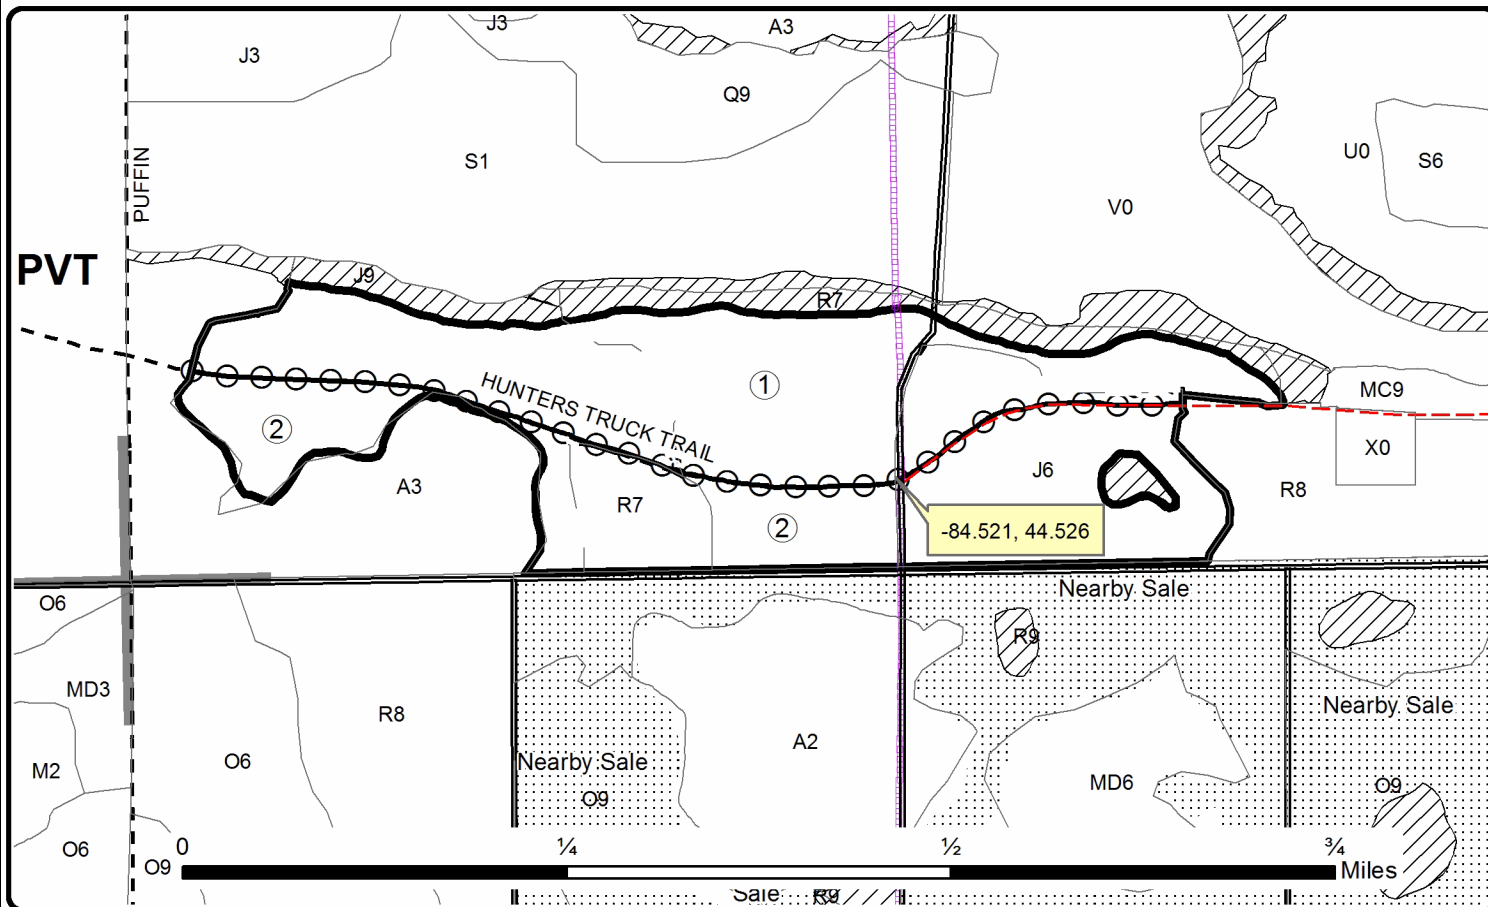 J3
J3
A3
Q9
S1
PUFFIN
U0
S6
V0
PVT
J9
R7
HUNTERS TRUCK TRAIL
1
MC9
2
X0
A3
J6
R7
R8
2
-84.521, 44.526
Nearby Sale
O6
R9
MD3
R8
Nearby Sale
A2
O6
M2
Nearby Sale
O9
MD6
O9
O6
O9
0
¼
½
¾
Miles
Sale
R9